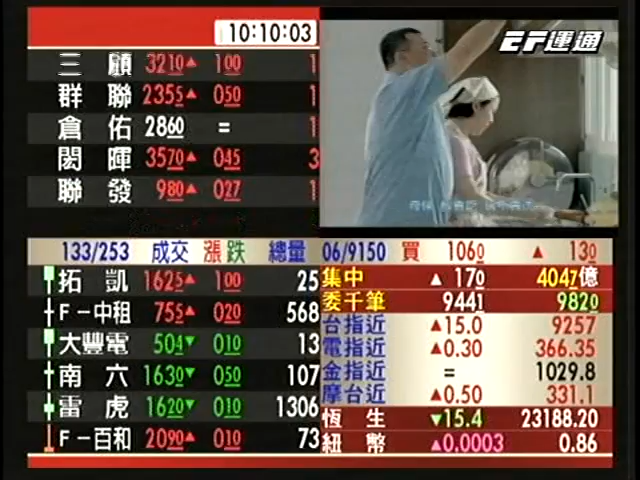 10:10:03
EF運通
三顧 3210▲ 100 1
群聯 2355▲ 050 1
倉佑 2860 = 1
閎暉 3570▲ 045 3
聯發 980▲ 027 1
133/253 成交 漲跌 總量
06/9150 買 1060 ▲ 130
拓凱 1625▲ 100 25
F－中租 755▲ 020 568
大豐電 504▼ 010 13
南六 1630▼ 050 107
雷虎 1620▼ 010 1306
F－百和 2090▲ 010 73
集中 ▲ 170 4047億
委千筆 9441 9820
台指近 ▲15.0 9257
電指近 ▲0.30 366.35
金指近 = 1029.8
摩台近 ▲0.50 331.1
恆生 ▼15.4 23188.20
紐幣 ▲0.0003 0.86